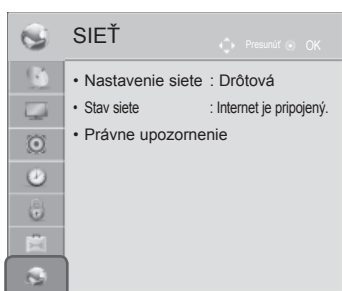 SIEŤ
Presunúť OK
• Nastavenie siete : Drôtová
• Stav siete : Internet je pripojený.
• Právne upozornenie